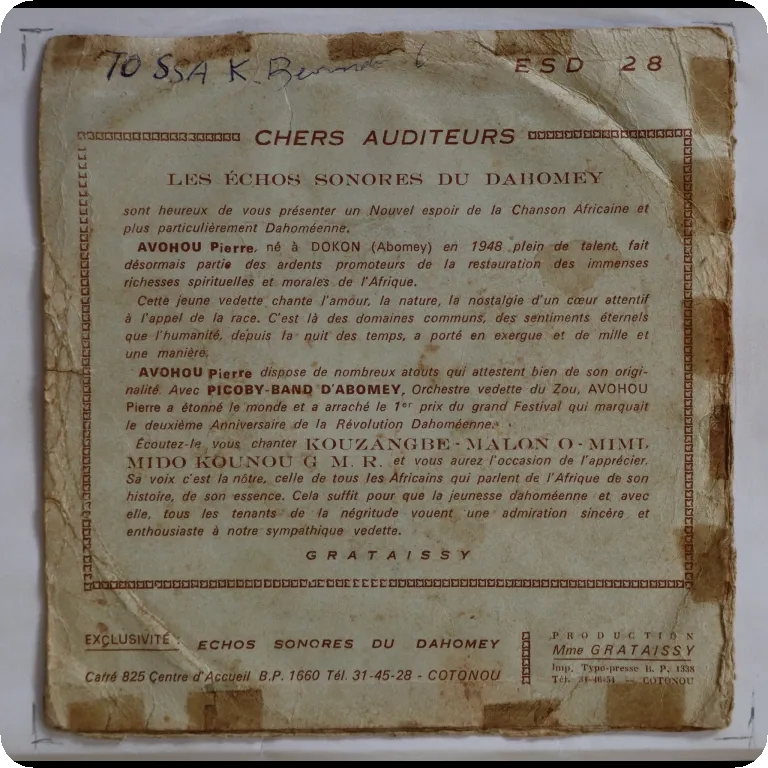 TOSSA K.
ESD 28
CHERS AUDITEURS
LES ÉCHOS SONORES DU DAHOMEY
sont heureux de vous présenter un Nouvel espoir de la Chanson Africaine et
plus particulièrement Dahoméenne.
AVOHOU Pierre, né à DOKON (Abomey) en 1948 plein de talent, fait
désormais partie des ardents promoteurs de la restauration des immenses
richesses spirituelles et morales de l'Afrique.
Cette jeune vedette chante l'amour, la nature, la nostalgie d'un cœur attentif
à l'appel de la race. C'est là des domaines communs, des sentiments éternels
que l'humanité, depuis la nuit des temps, a porté en exergue et de mille et
une manière.
AVOHOU Pierre dispose de nombreux atouts qui attestent bien de son origi-
nalité. Avec PICOBY-BAND D'ABOMEY, Orchestre vedette du Zou, AVOHOU
Pierre a étonné le monde et a arraché le 1er prix du grand Festival qui marquait
le deuxième Anniversaire de la Révolution Dahoméenne.
Écoutez-le vous chanter KOUZANGBE - MALON O - MIMI,
MIDO KOUNOU G. M. R. et vous aurez l'occasion de l'apprécier.
Sa voix c'est la nôtre, celle de tous les Africains qui parlent de l'Afrique de son
histoire, de son essence. Cela suffit pour que la jeunesse dahoméenne et avec
elle, tous les tenants de la négritude vouent une admiration sincère et
enthousiaste à notre sympathique vedette.
GRATAISSY
EXCLUSIVITÉ : ECHOS SONORES DU DAHOMEY
Carré 825 Centre d'Accueil B.P. 1660 Tél. 31-45-28 - COTONOU
PRODUCTION
Mme GRATAISSY
Imp. Typo-presse B. P. 1338
Tél. — COTONOU